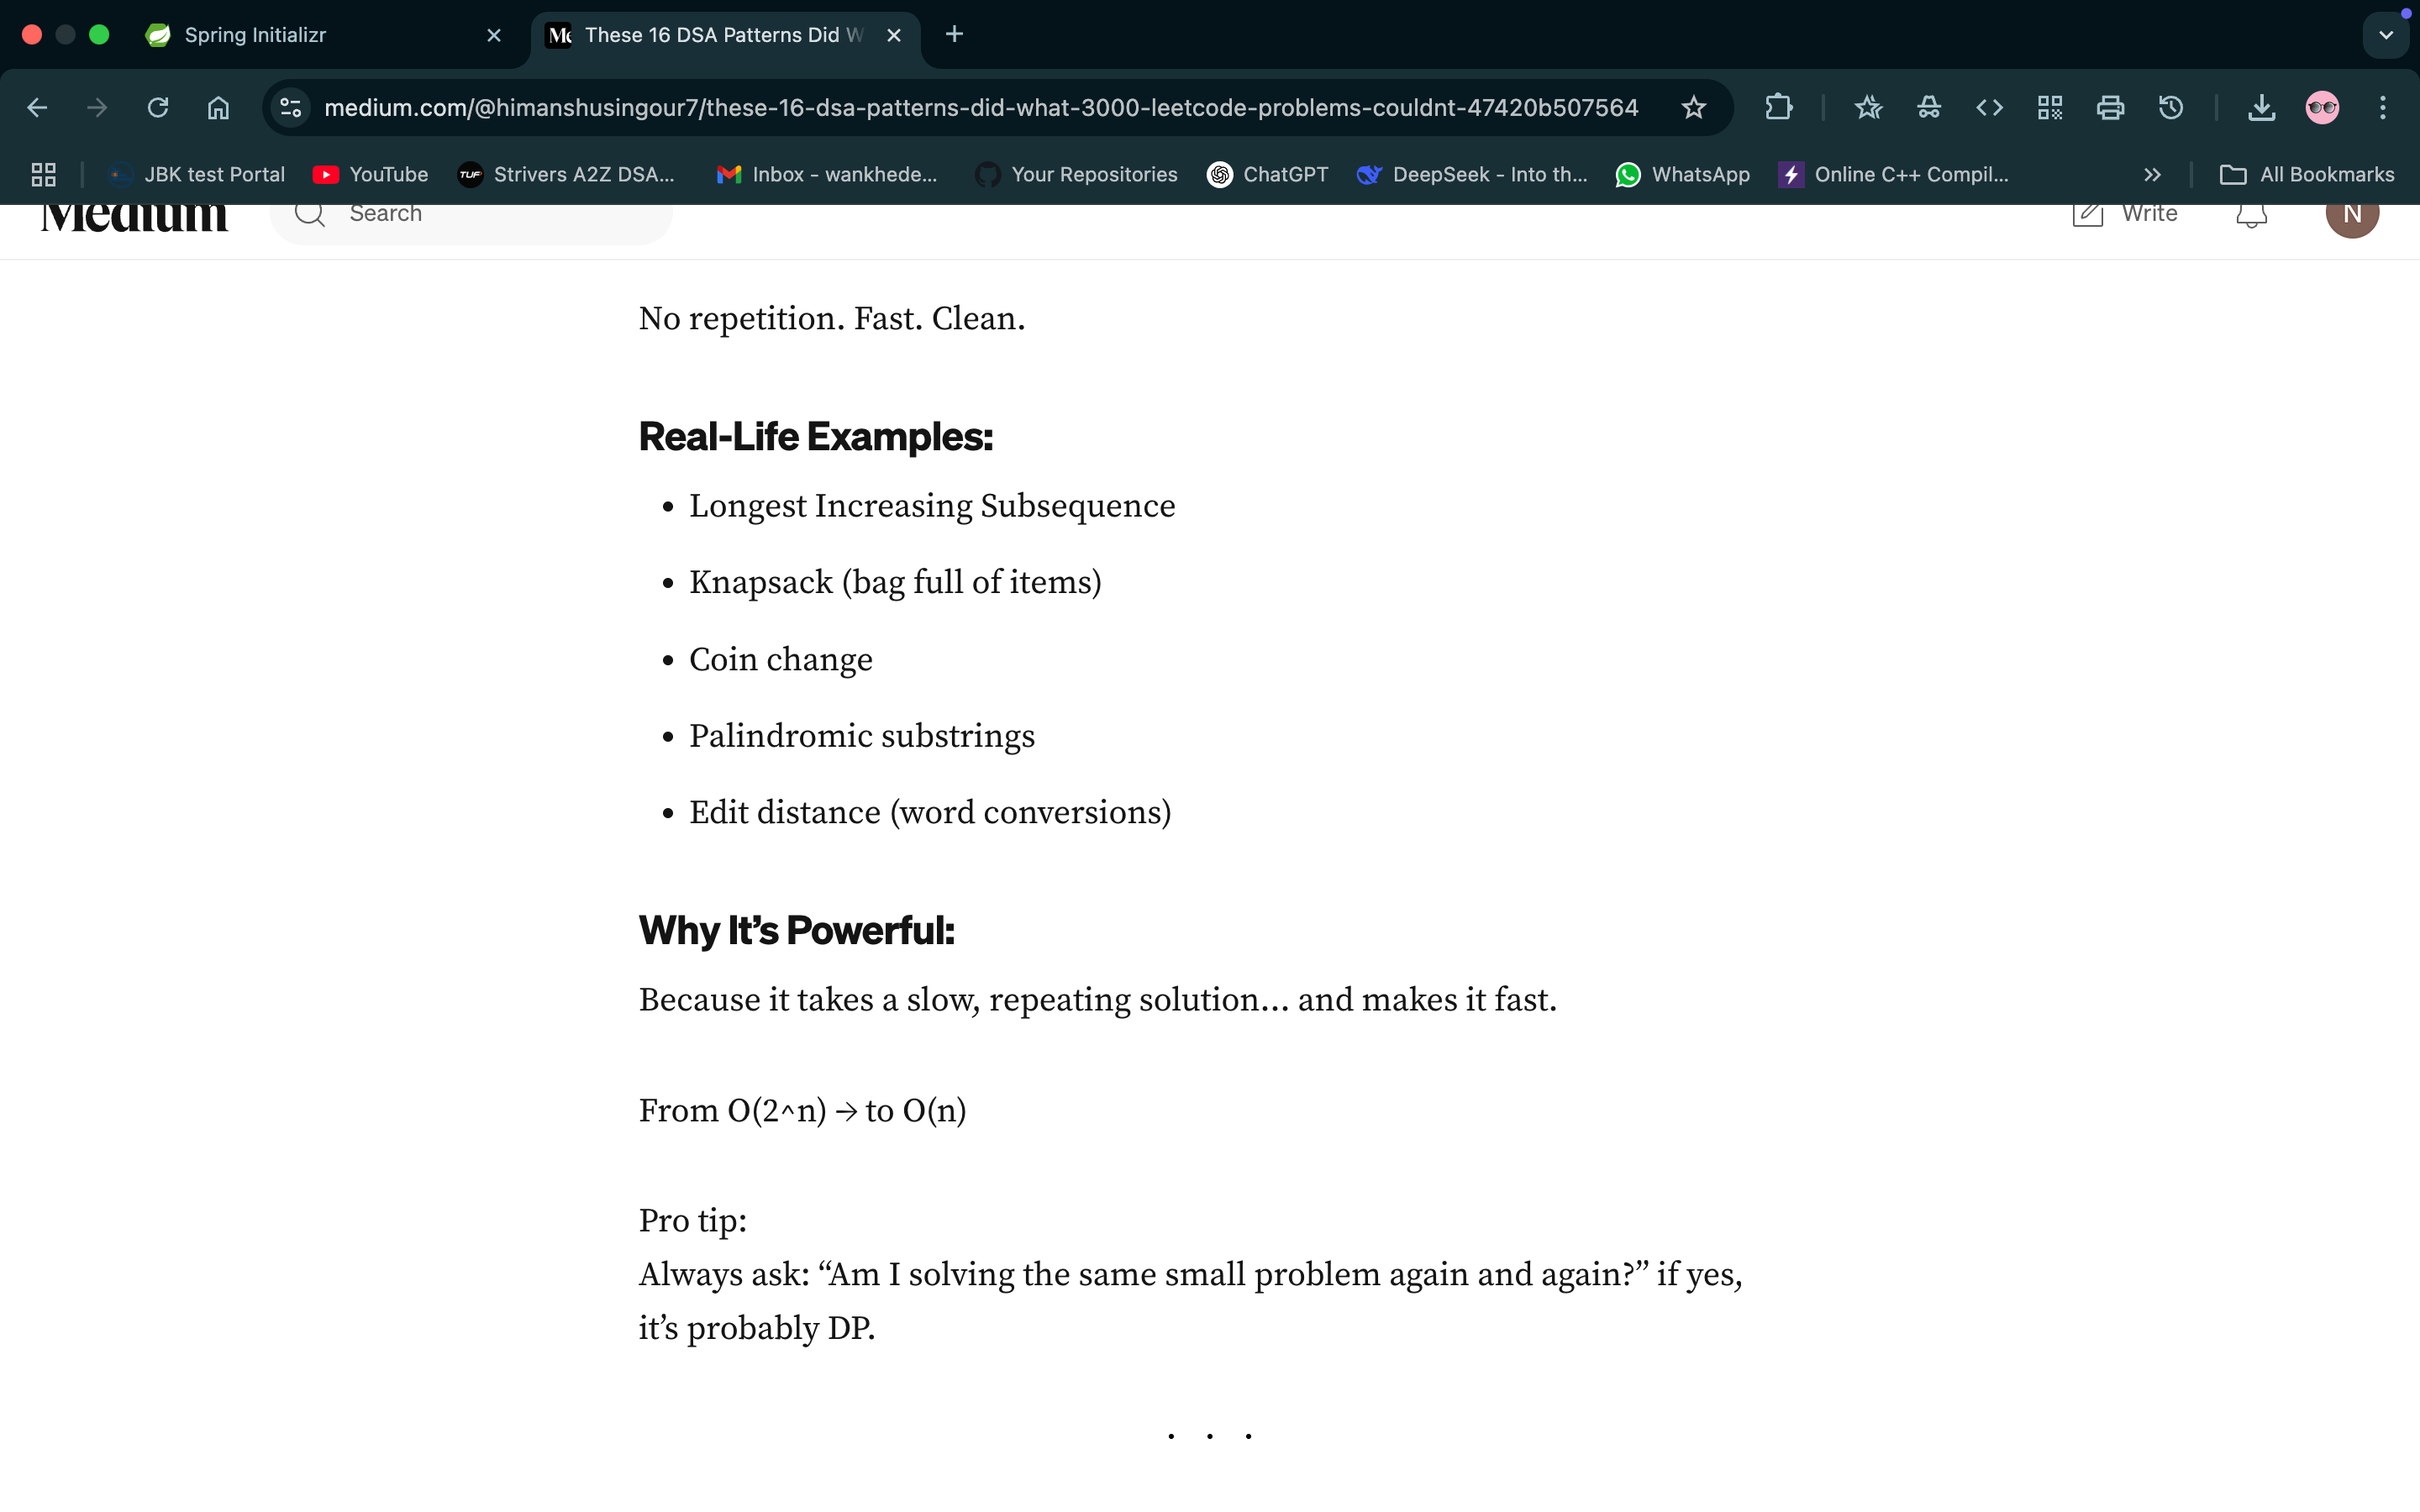 Spring Initializr
These 16 DSA Patterns Did W
medium.com/@himanshusingour7/these-16-dsa-patterns-did-what-3000-leetcode-problems-couldnt-47420b507564
JBK test Portal
YouTube
TUF
Strivers A2Z DSA...
Inbox - wankhede...
Your Repositories
ChatGPT
DeepSeek - Into th...
WhatsApp
Online C++ Compil...
All Bookmarks
Medium
Search
Write
N
No repetition. Fast. Clean.
Real-Life Examples:
• Longest Increasing Subsequence
• Knapsack (bag full of items)
• Coin change
• Palindromic substrings
• Edit distance (word conversions)
Why It’s Powerful:
Because it takes a slow, repeating solution… and makes it fast.
From O(2^n) → to O(n)
Pro tip:
Always ask: “Am I solving the same small problem again and again?” if yes,
it’s probably DP.
. . .